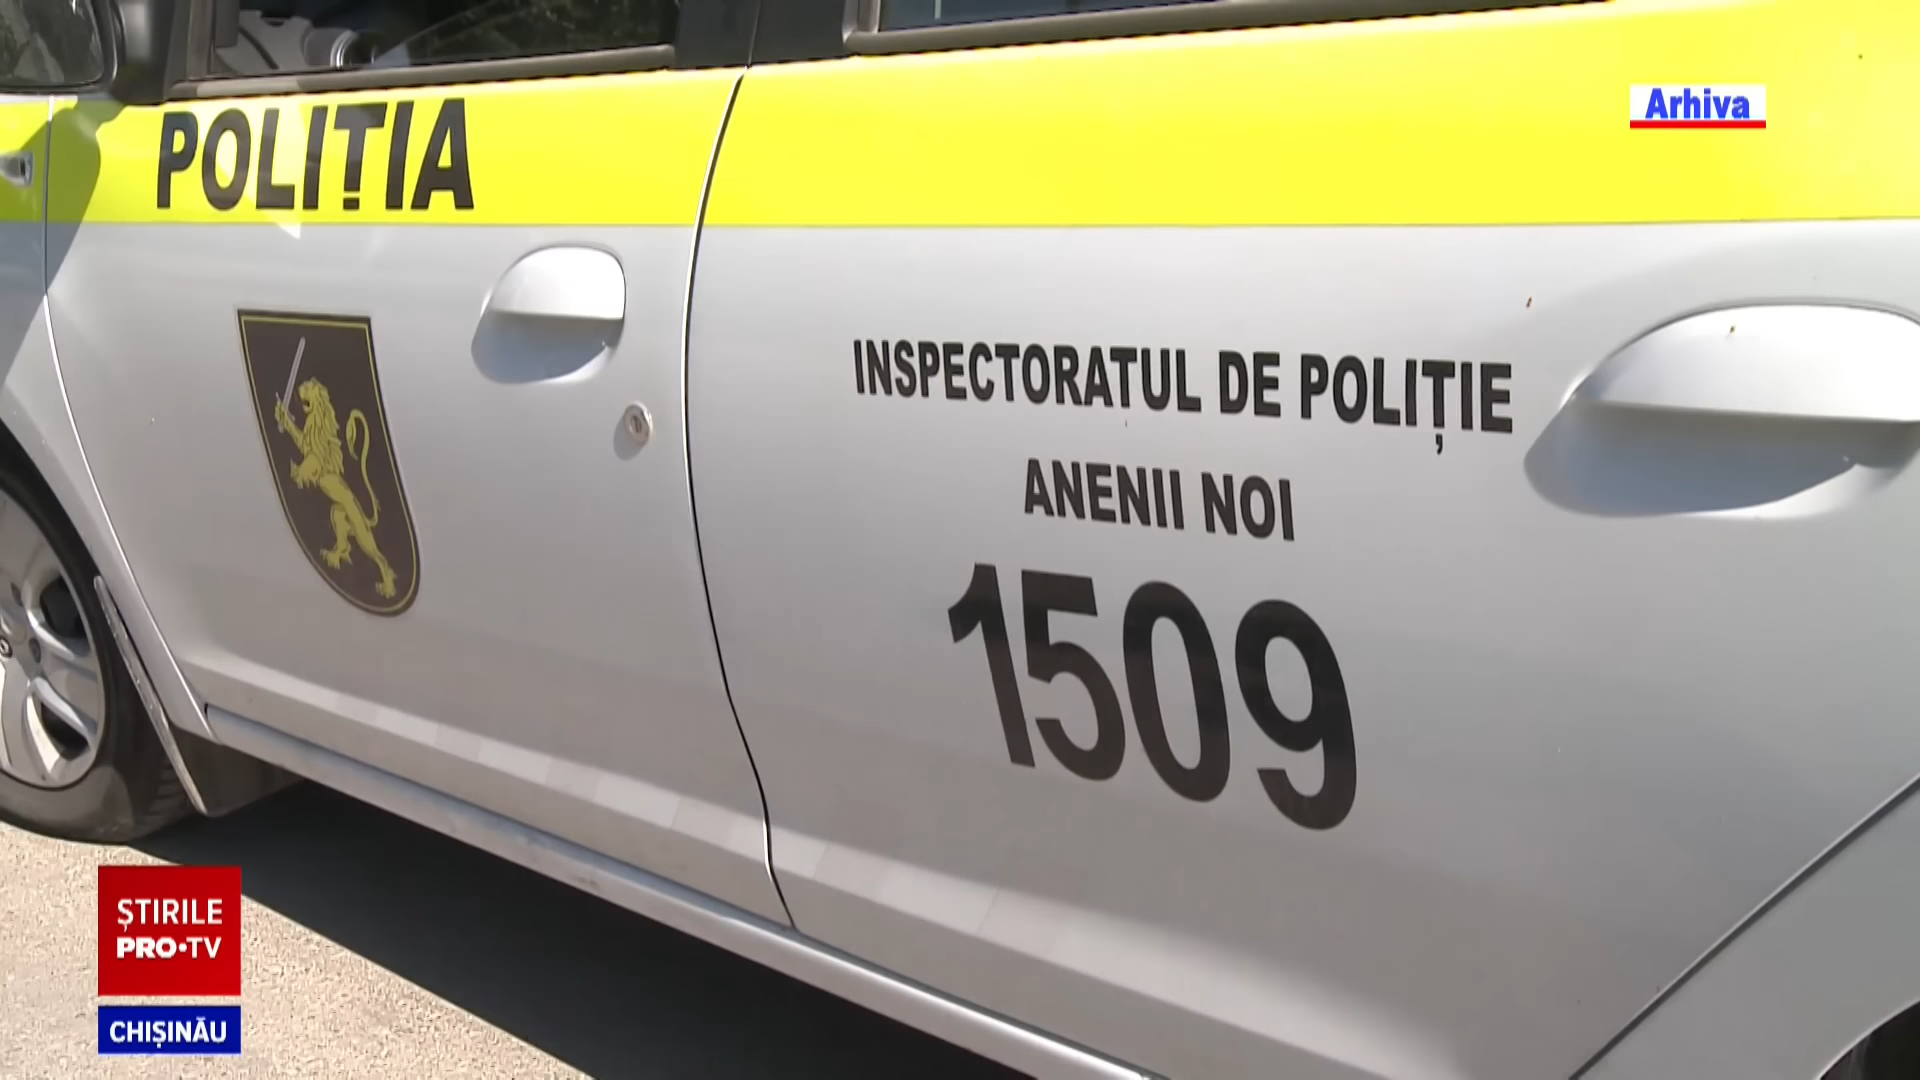 POLIȚIA
Arhiva
INSPECTORATUL DE POLIȚIE
ANENII NOI
1509
ȘTIRILE
PRO•TV
CHIȘINĂU